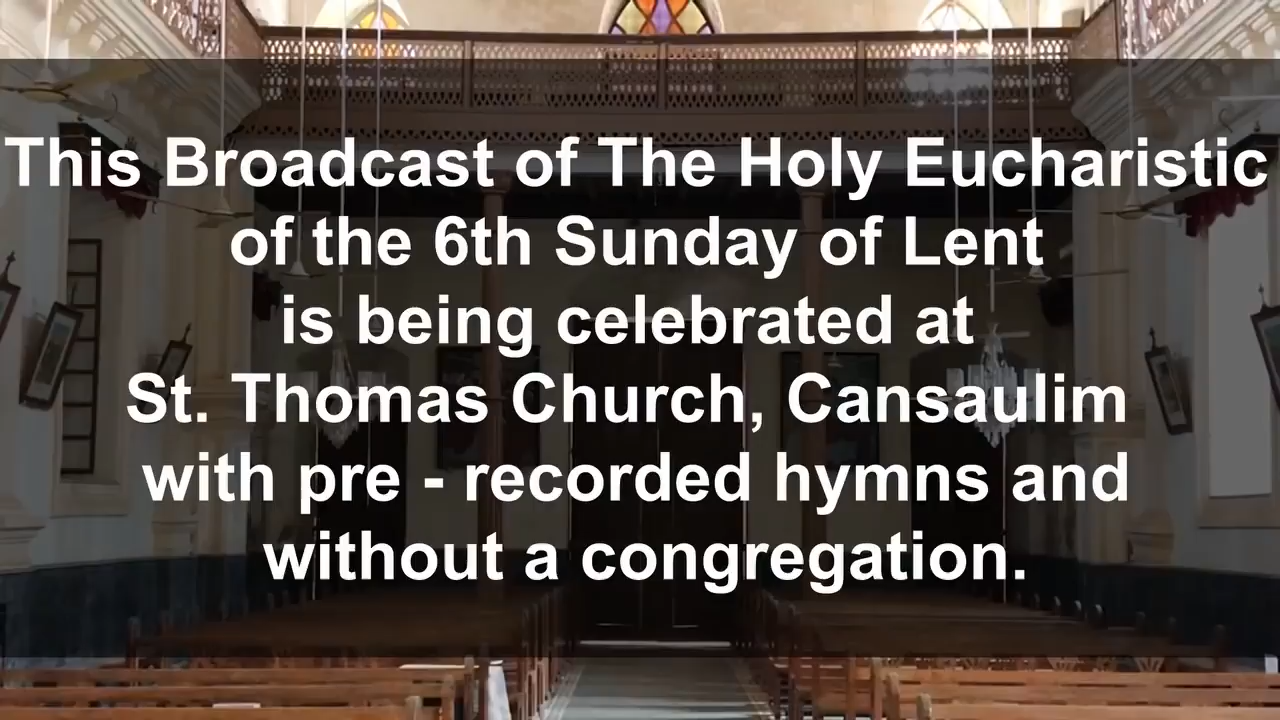 This Broadcast of The Holy Eucharistic
of the 6th Sunday of Lent
is being celebrated at
St. Thomas Church, Cansaulim
with pre - recorded hymns and
without a congregation.